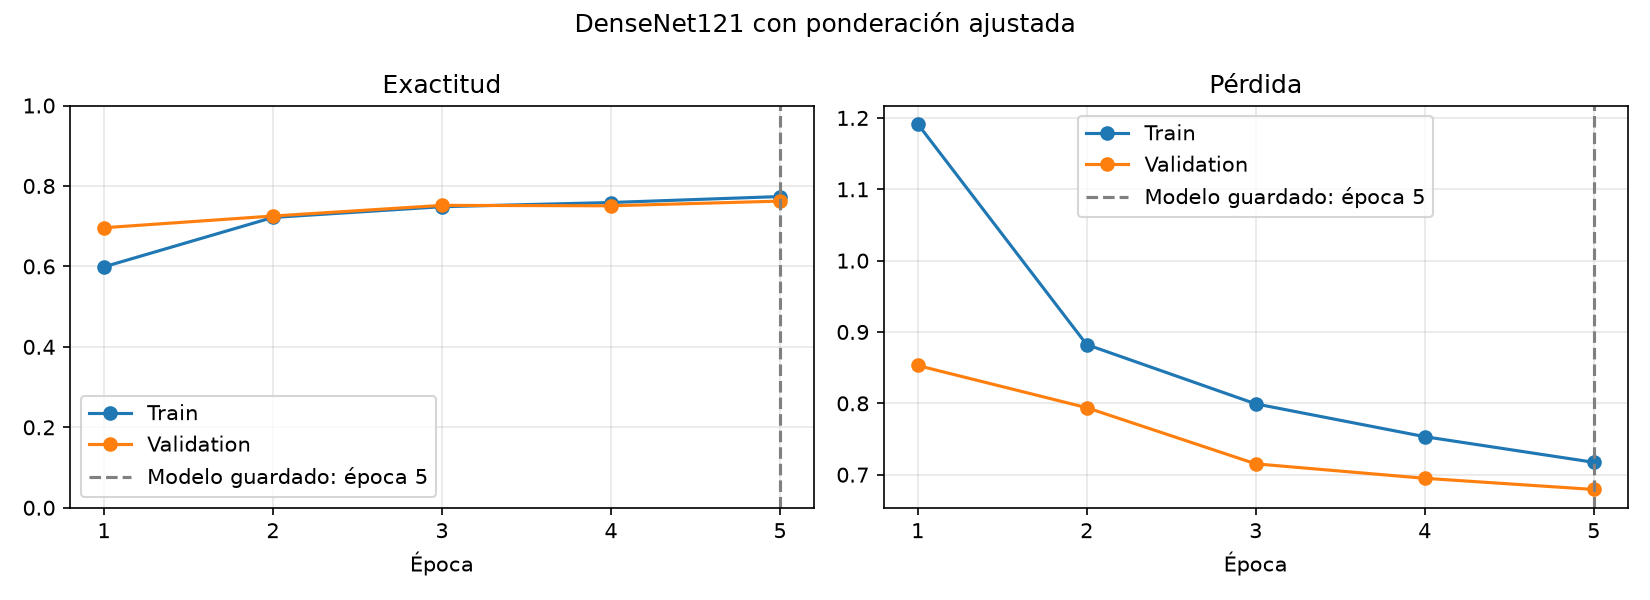 DenseNet121 con ponderación ajustada
Exactitud
1.0
0.8
0.6
0.4
0.2
0.0
Train
Validation
Modelo guardado: época 5
1 2 3 4 5
Época
Pérdida
1.2
1.1
1.0
0.9
0.8
0.7
Train
Validation
Modelo guardado: época 5
1 2 3 4 5
Época